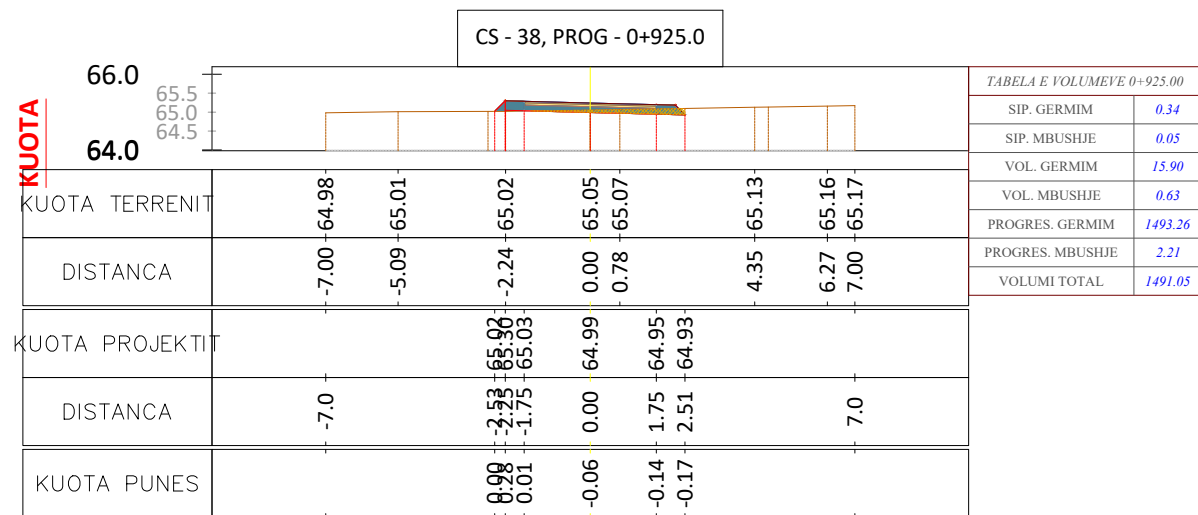 CS - 38, PROG - 0+925.0
KUOTA
66.0
65.5
65.0
64.5
64.0
TABELA E VOLUMEVE 0+925.00
SIP. GERMIM 0.34
SIP. MBUSHJE 0.05
VOL. GERMIM 15.90
VOL. MBUSHJE 0.63
PROGRES. GERMIM 1493.26
PROGRES. MBUSHJE 2.21
VOLUMI TOTAL 1491.05
KUOTA TERRENIT 64.98 65.01 65.02 65.05 65.07 65.13 65.16 65.17
DISTANCA -7.00 -5.09 -2.24 0.00 0.78 4.35 6.27 7.00
KUOTA PROJEKTIT 65.02 65.30 65.03 64.99 64.95 64.93
DISTANCA -7.0 -2.53 -2.25 -1.75 0.00 1.75 2.51 7.0
KUOTA PUNES 0.00 0.28 0.01 -0.06 -0.14 -0.17